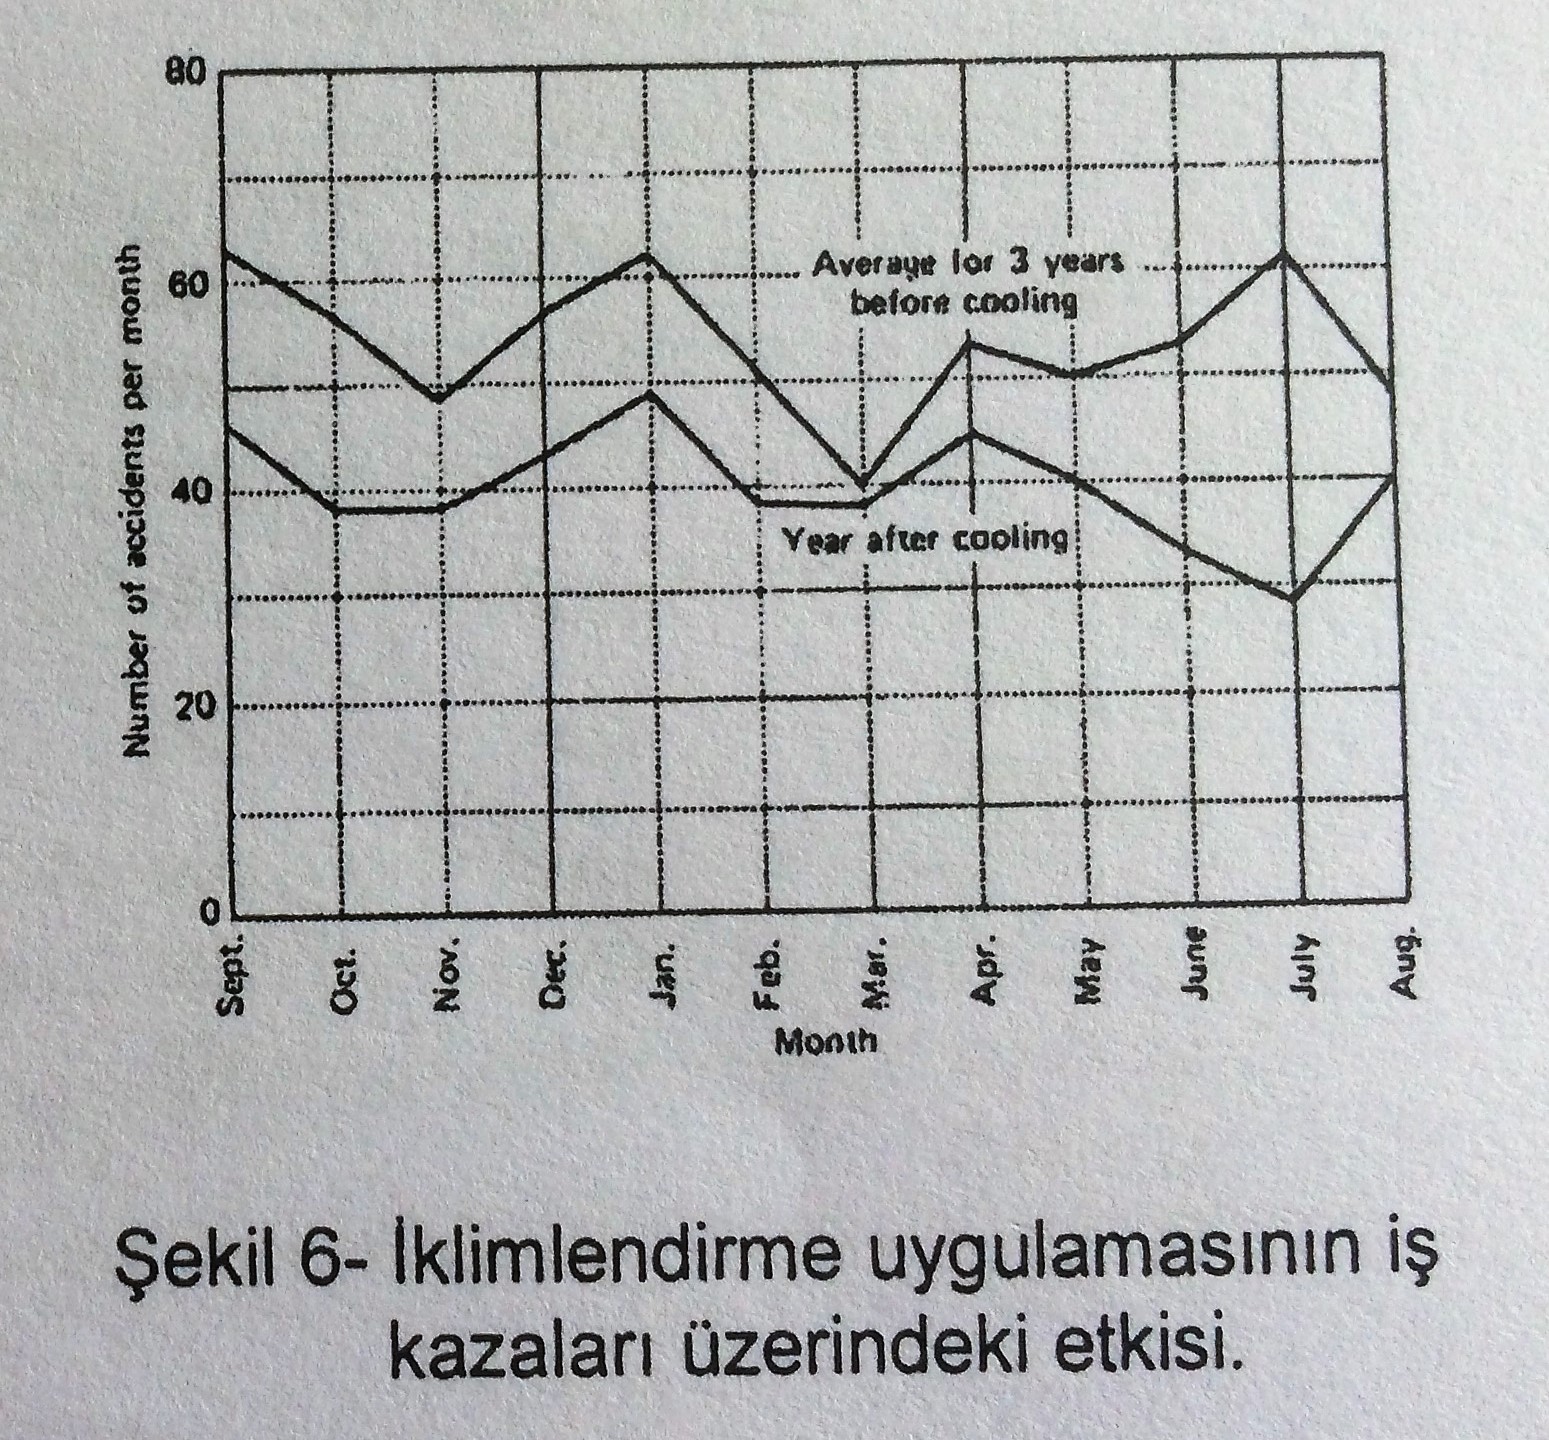 80
60
40
20
0
Number of accidents per month
Average for 3 years
before cooling
Year after cooling
Sept.
Oct.
Nov.
Dec.
Jan.
Feb.
Mar.
Apr.
May
June
July
Aug.
Month
Şekil 6- İklimlendirme uygulamasının iş
kazaları üzerindeki etkisi.